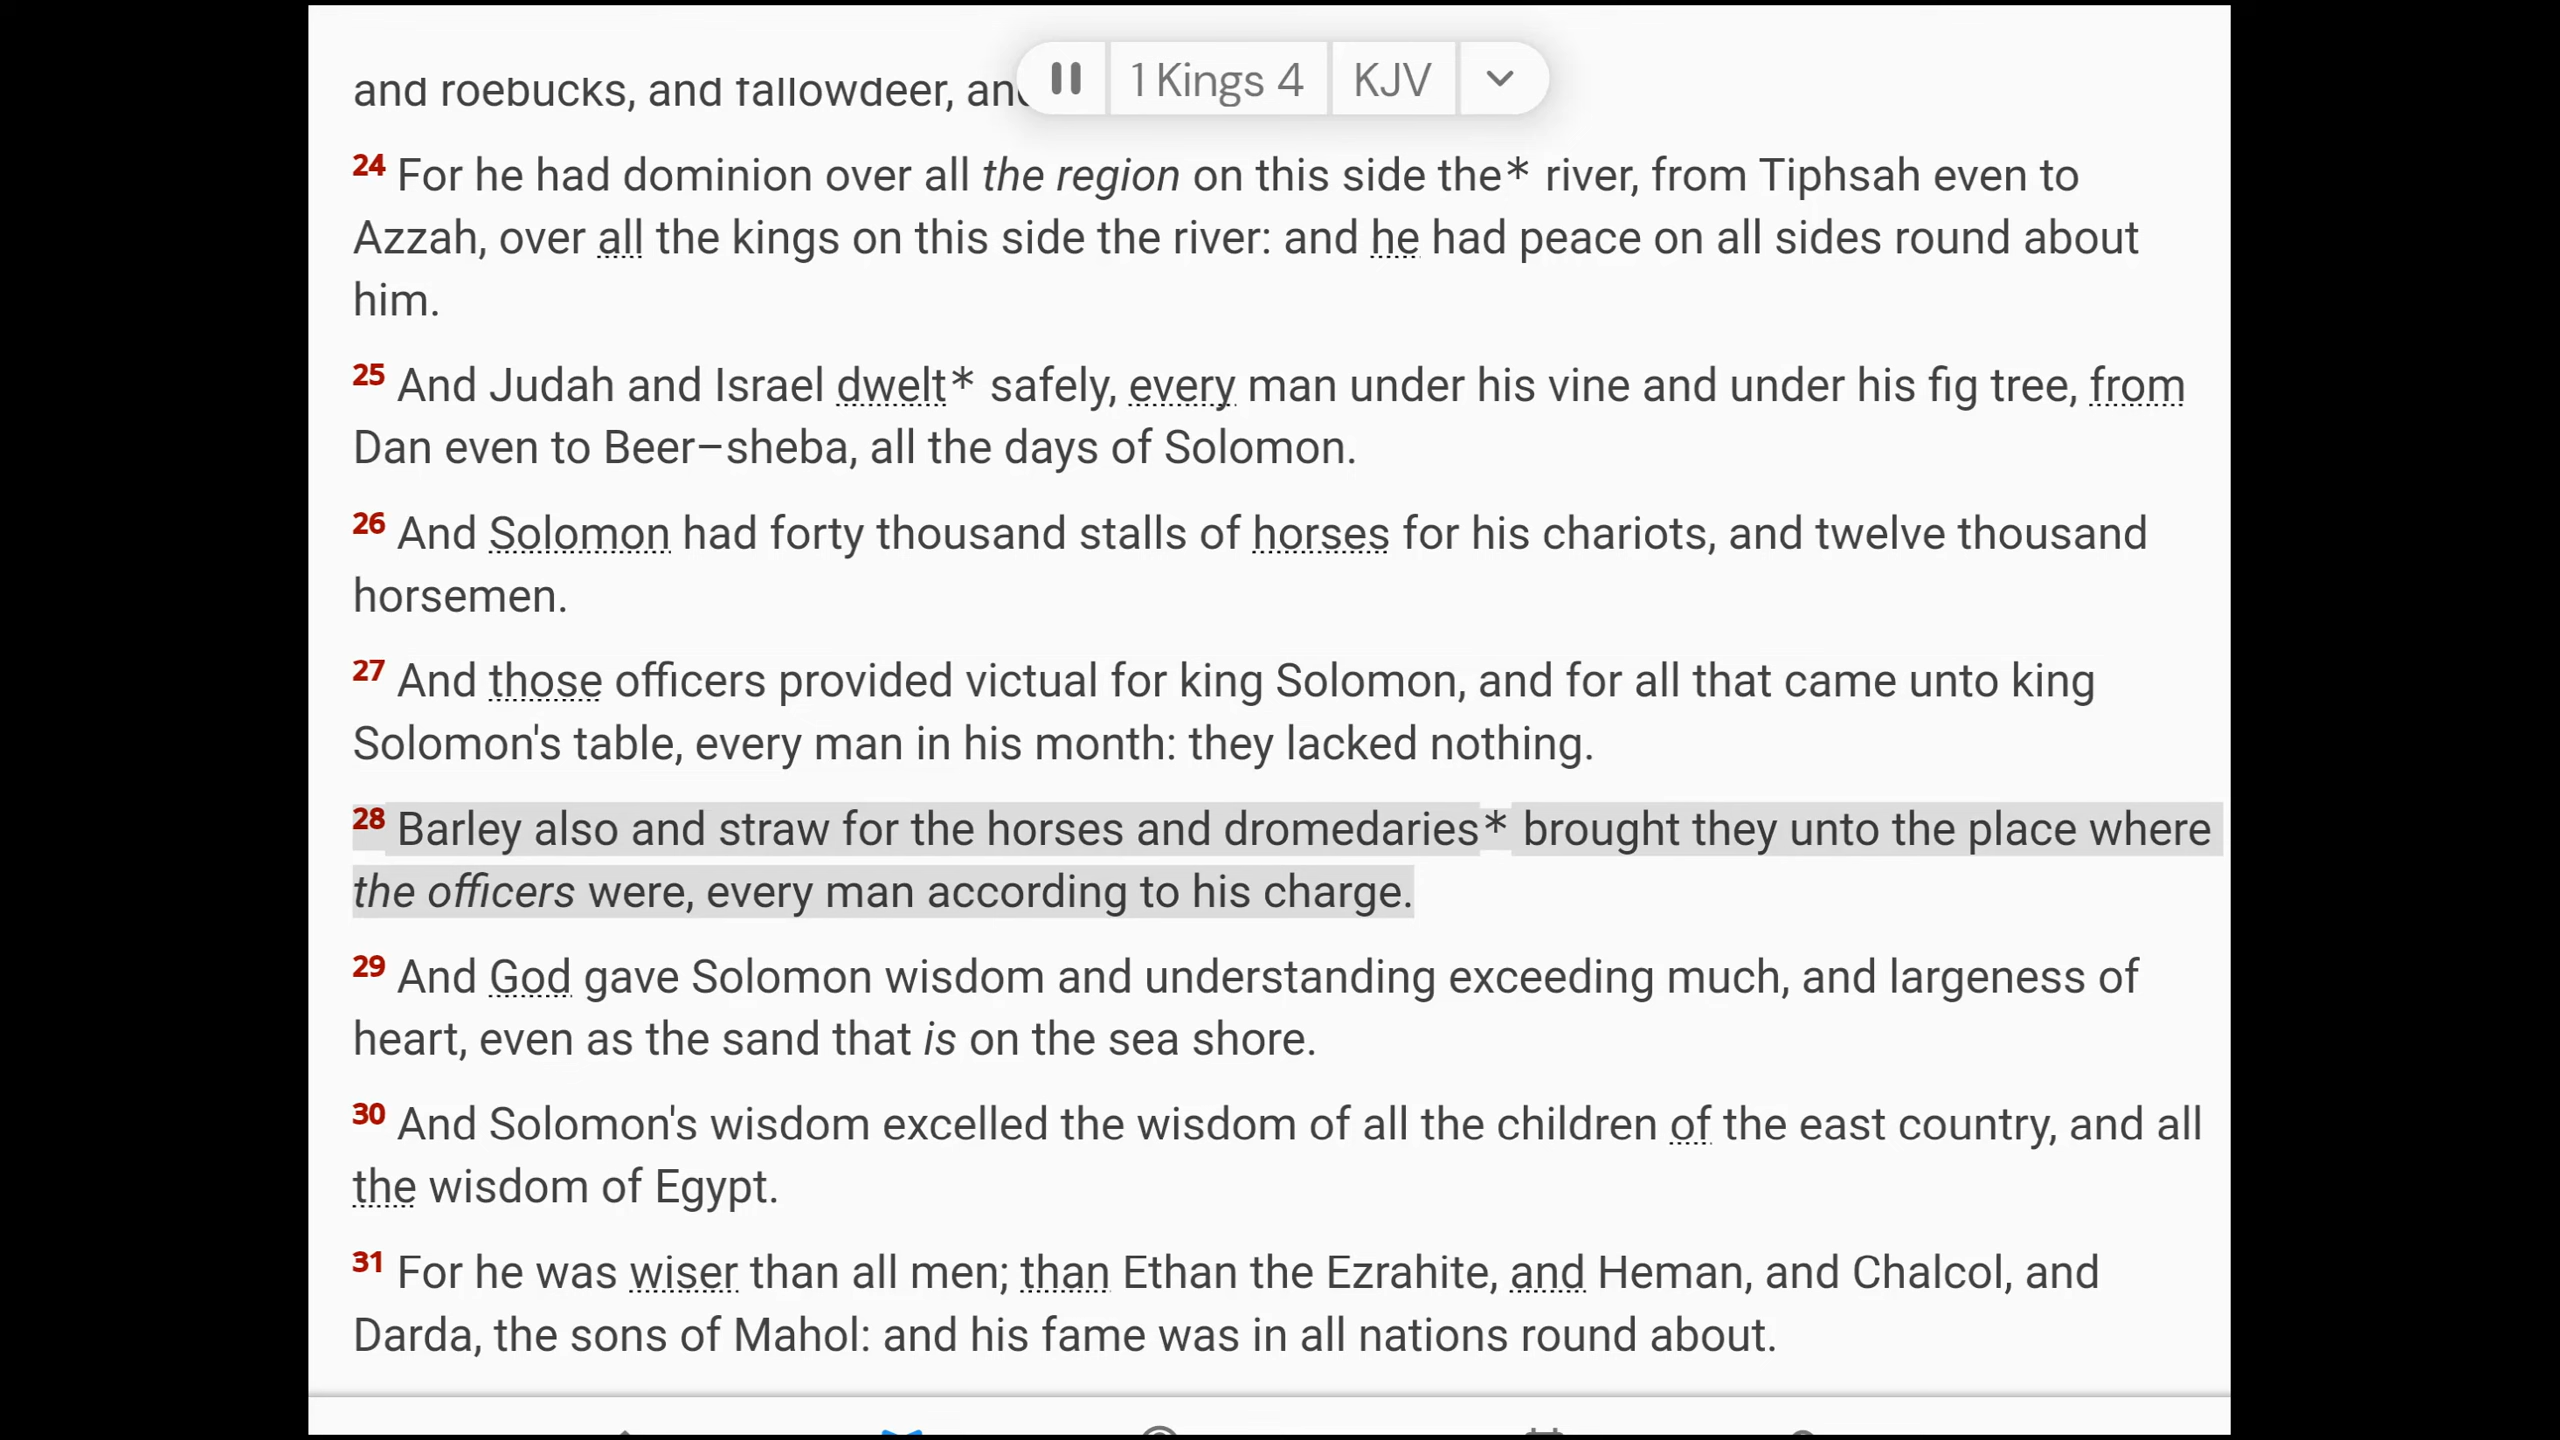 1 Kings 4 KJV
and roebucks, and fallowdeer, and
24 For he had dominion over all the region on this side the* river, from Tiphsah even to
Azzah, over all the kings on this side the river: and he had peace on all sides round about
him.
25 And Judah and Israel dwelt* safely, every man under his vine and under his fig tree, from
Dan even to Beer–sheba, all the days of Solomon.
26 And Solomon had forty thousand stalls of horses for his chariots, and twelve thousand
horsemen.
27 And those officers provided victual for king Solomon, and for all that came unto king
Solomon's table, every man in his month: they lacked nothing.
28 Barley also and straw for the horses and dromedaries* brought they unto the place where
the officers were, every man according to his charge.
29 And God gave Solomon wisdom and understanding exceeding much, and largeness of
heart, even as the sand that is on the sea shore.
30 And Solomon's wisdom excelled the wisdom of all the children of the east country, and all
the wisdom of Egypt.
31 For he was wiser than all men; than Ethan the Ezrahite, and Heman, and Chalcol, and
Darda, the sons of Mahol: and his fame was in all nations round about.